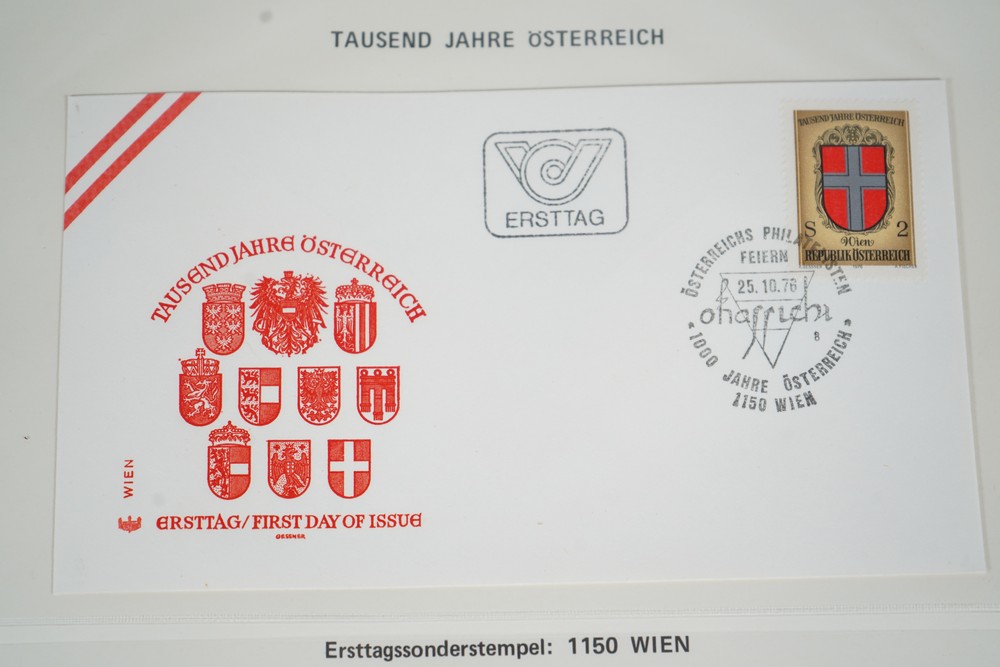 TAUSEND JAHRE ÖSTERREICH
ERSTTAG
TAUSEND JAHRE ÖSTERREICH
S 2
Wien
REPUBLIK ÖSTERREICH
ÖSTERREICHS PHILATELISTEN
FEIERN
25.10.76
ostarrichi
8
"1000 JAHRE ÖSTERREICH"
1150 WIEN
TAUSEND JAHRE ÖSTERREICH
WIEN
ERSTTAG/FIRST DAY OF ISSUE
GESSNER
Ersttagssonderstempel: 1150 WIEN